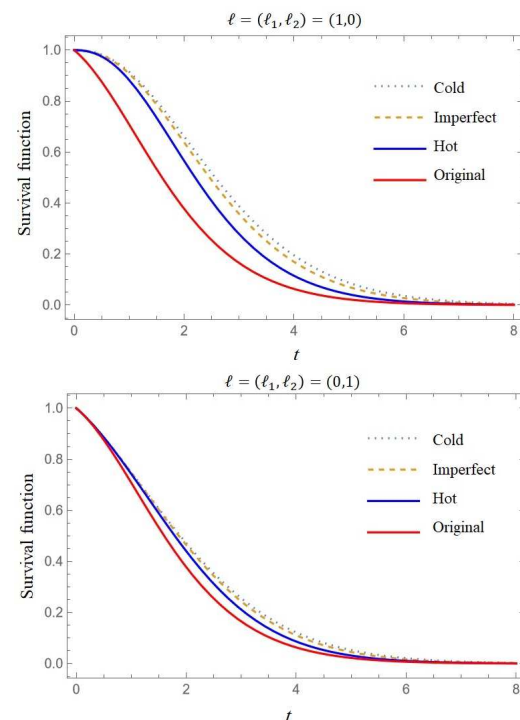 ℓ = (ℓ₁, ℓ₂) = (1,0)
1.0
0.8
0.6
0.4
0.2
0.0
Survival function
Cold
Imperfect
Hot
Original
0 2 4 6 8
t
ℓ = (ℓ₁, ℓ₂) = (0,1)
1.0
0.8
0.6
0.4
0.2
0.0
Survival function
Cold
Imperfect
Hot
Original
0 2 4 6 8
t